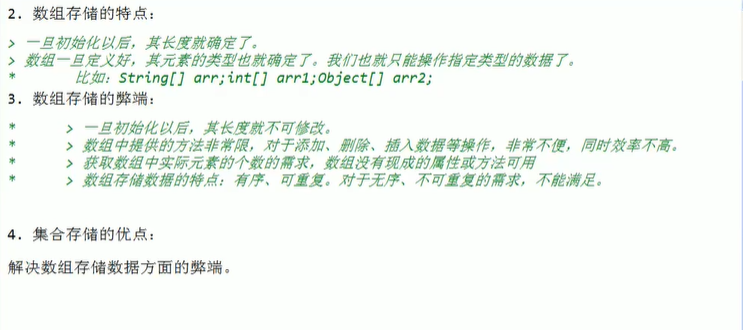 2. 数组存储的特点：
> 一旦初始化以后，其长度就确定了。
> 数组一旦定义好，其元素的类型也就确定了。我们也就只能操作指定类型的数据了。
* 比如：String[] arr;int[] arr1;Object[] arr2;
3. 数组存储的弊端：
* > 一旦初始化以后，其长度就不可修改。
* > 数组中提供的方法非常限，对于添加、删除、插入数据等操作，非常不便，同时效率不高。
* > 获取数组中实际元素的个数的需求，数组没有现成的属性或方法可用
* > 数组存储数据的特点：有序、可重复。对于无序、不可重复的需求，不能满足。
4. 集合存储的优点：
解决数组存储数据方面的弊端。